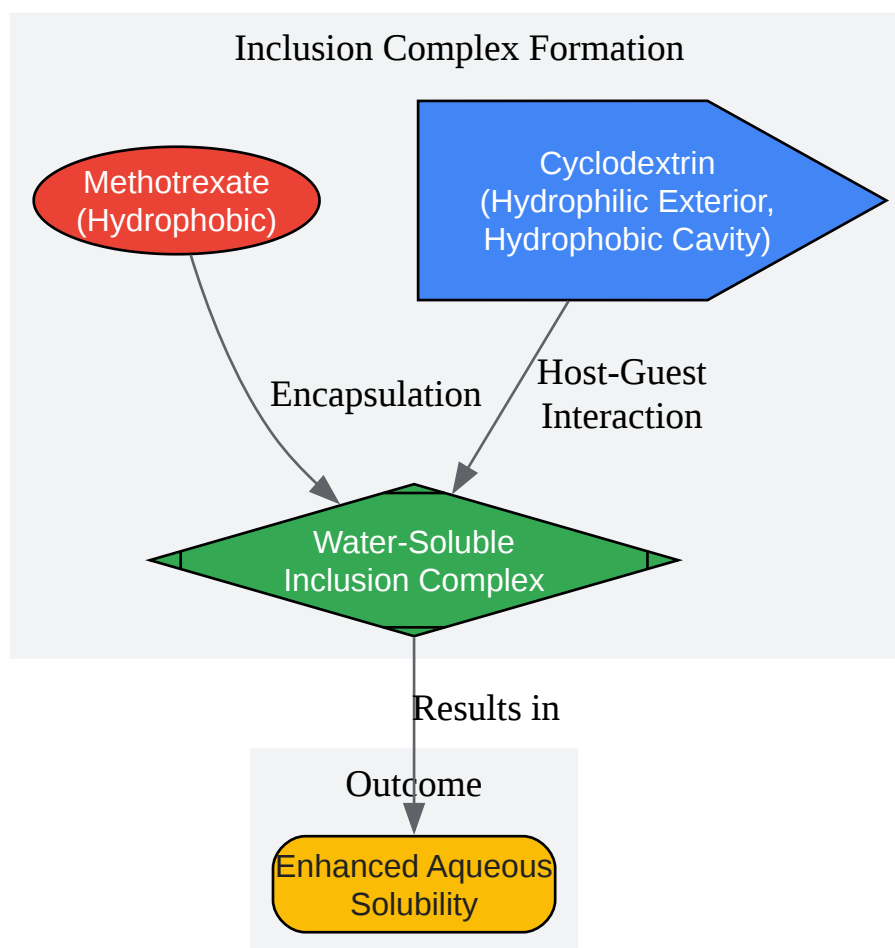 Inclusion Complex Formation
Methotrexate
(Hydrophobic)
Cyclodextrin
(Hydrophilic Exterior,
Hydrophobic Cavity)
Encapsulation
Host-Guest
Interaction
Water-Soluble
Inclusion Complex
Results in
Outcome
Enhanced Aqueous
Solubility